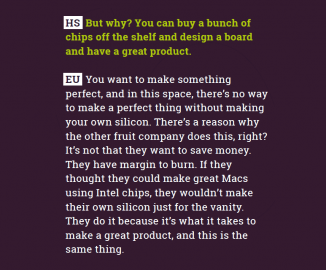 HS But why? You can buy a bunch of
chips off the shelf and design a board
and have a great product.
EU You want to make something
perfect, and in this space, there's no way
to make a perfect thing without making
your own silicon. There's a reason why
the other fruit company does this, right?
It's not that they want to save money.
They have margin to burn. If they
thought they could make great Macs
using Intel chips, they wouldn't make
their own silicon just for the vanity.
They do it because it's what it takes to
make a great product, and this is the
same thing.